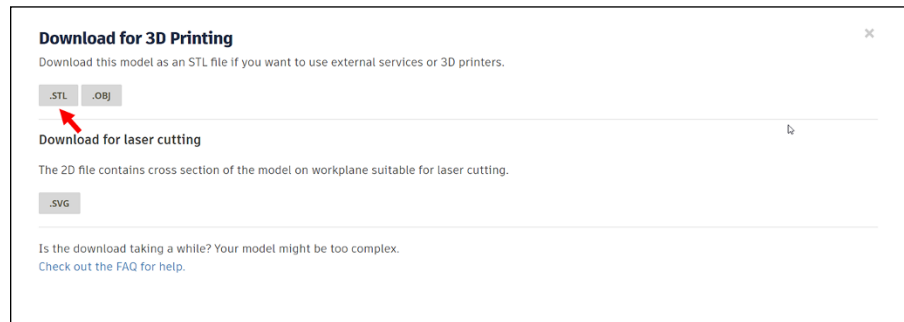 Download for 3D Printing
Download this model as an STL file if you want to use external services or 3D printers.
.STL .OBJ
Download for laser cutting
The 2D file contains cross section of the model on workplane suitable for laser cutting.
.SVG
Is the download taking a while? Your model might be too complex.
Check out the FAQ for help.